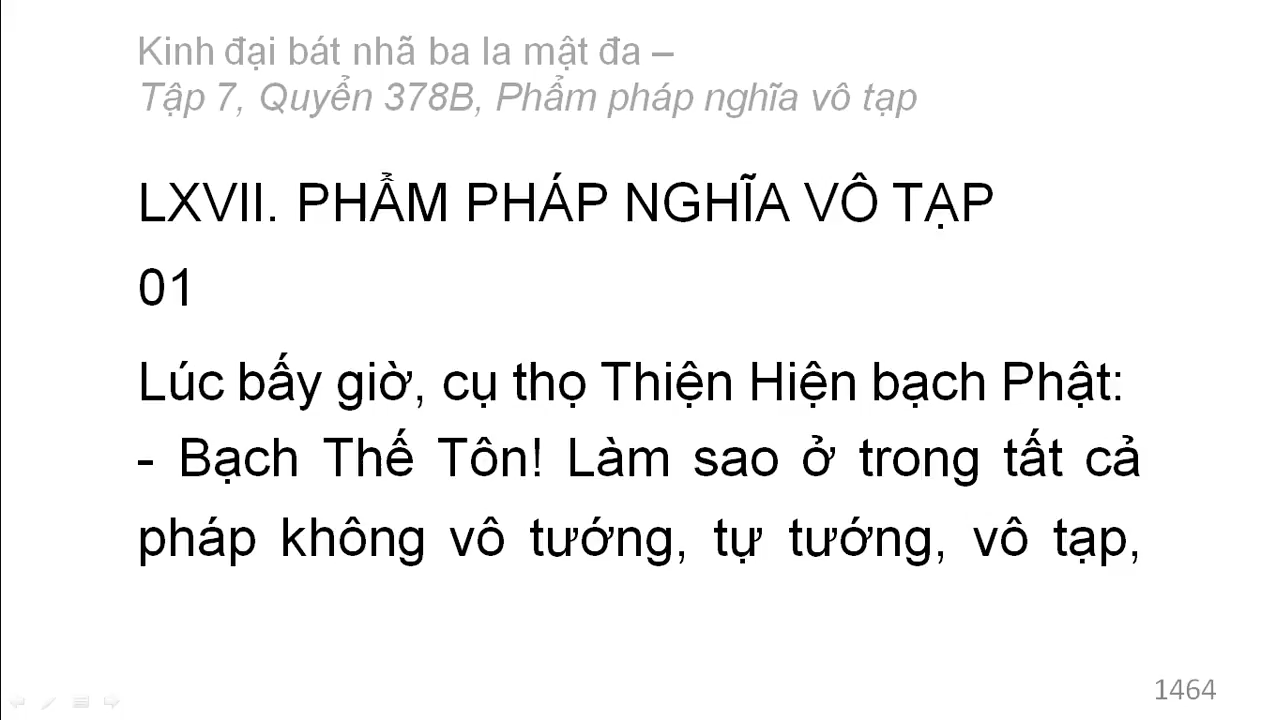 Kinh đại bát nhã ba la mật đa –
Tập 7, Quyển 378B, Phẩm pháp nghĩa vô tạp
LXVII. PHẨM PHÁP NGHĨA VÔ TẠP
01
Lúc bấy giờ, cụ thọ Thiện Hiện bạch Phật:
- Bạch Thế Tôn! Làm sao ở trong tất cả
pháp không vô tướng, tự tướng, vô tạp,
1464